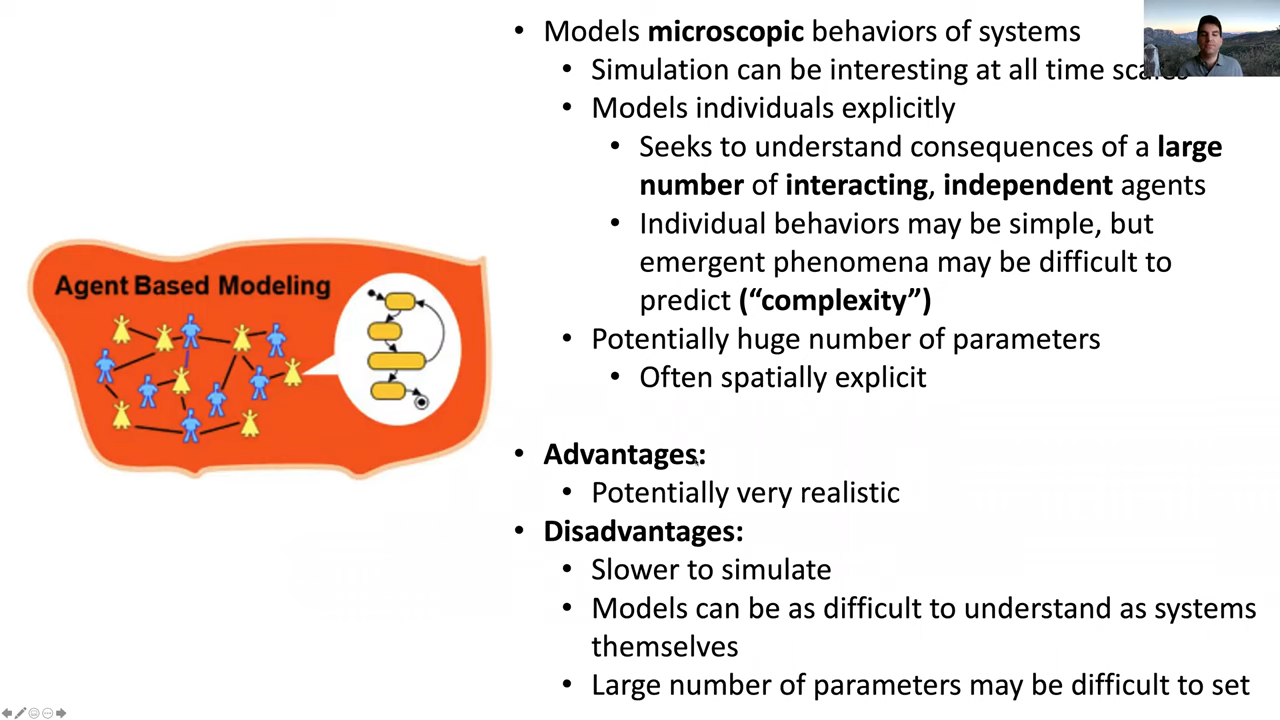 • Models microscopic behaviors of systems
• Simulation can be interesting at all time scales
• Models individuals explicitly
• Seeks to understand consequences of a large
number of interacting, independent agents
• Individual behaviors may be simple, but
emergent phenomena may be difficult to
predict (“complexity”)
• Potentially huge number of parameters
• Often spatially explicit
• Advantages:
• Potentially very realistic
• Disadvantages:
• Slower to simulate
• Models can be as difficult to understand as systems
themselves
• Large number of parameters may be difficult to set
Agent Based Modeling